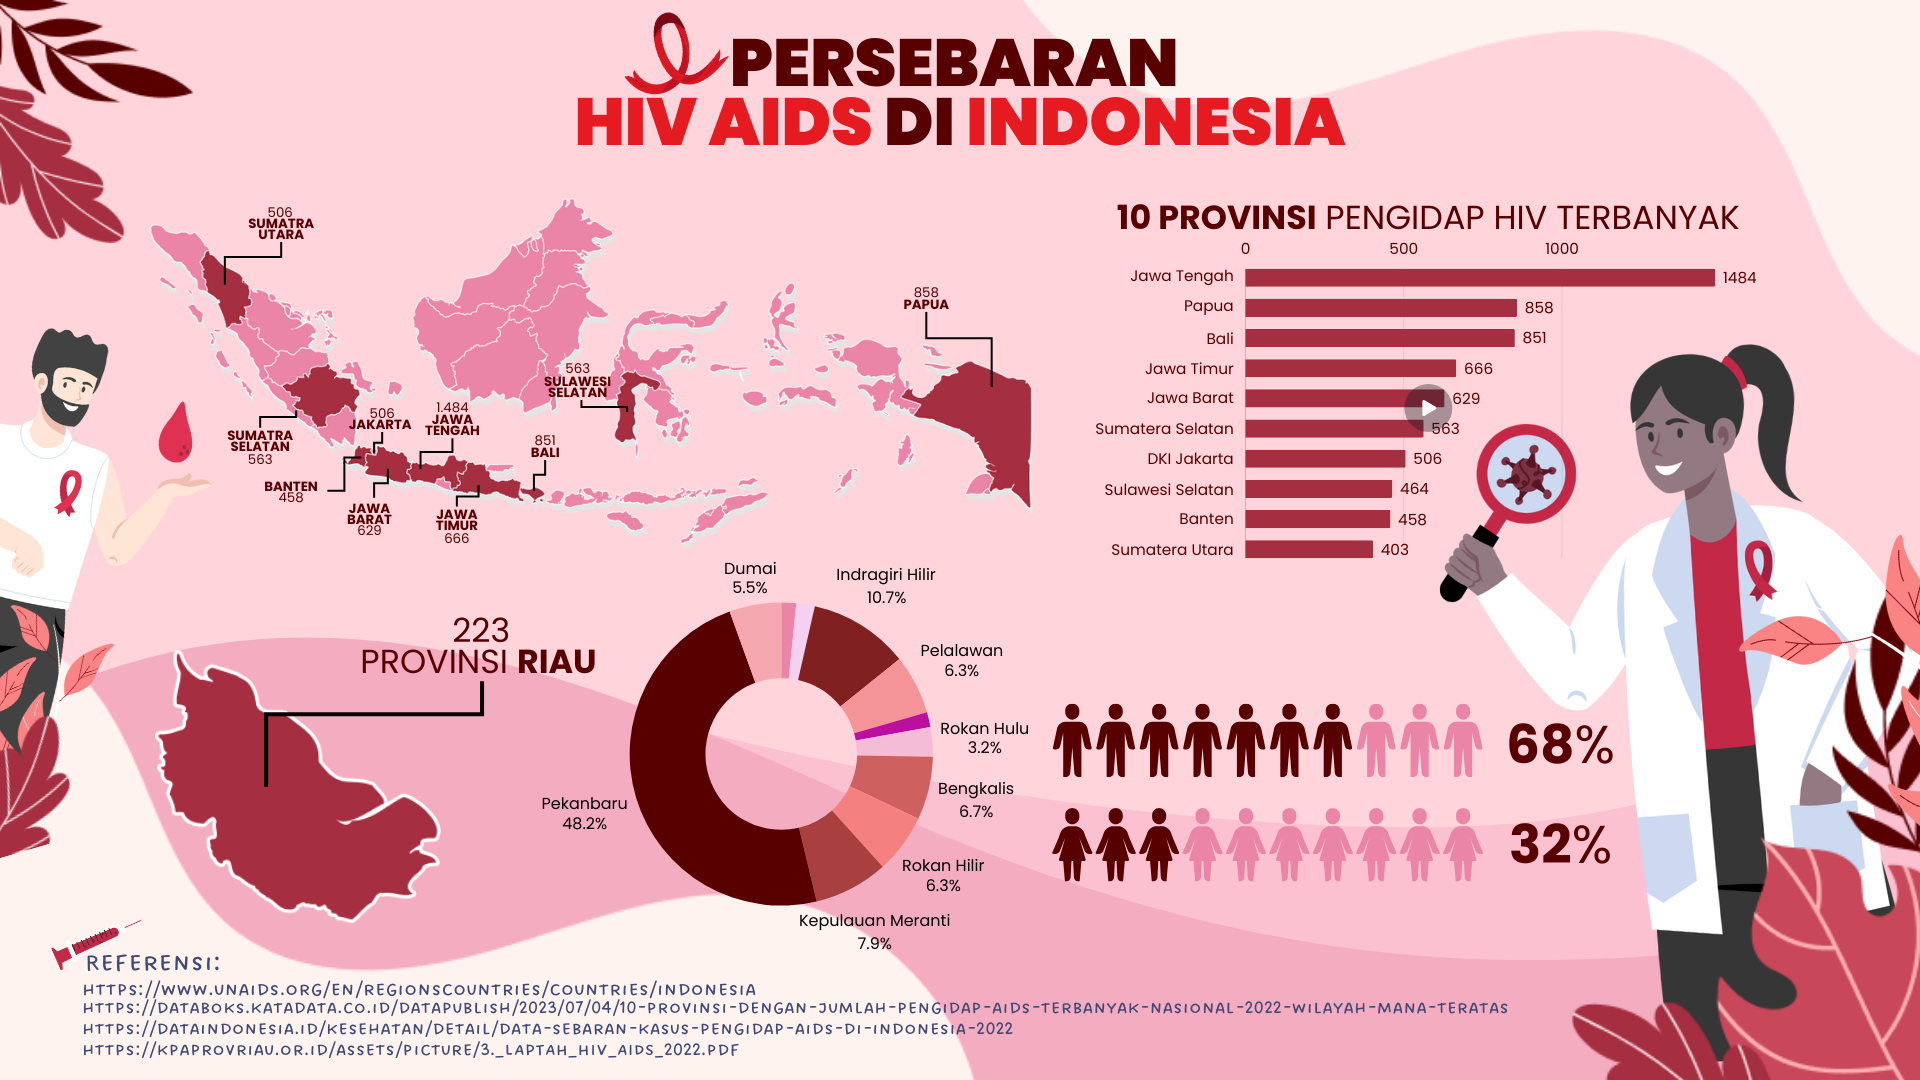 PERSEBARAN
HIV AIDS DI INDONESIA
506
SUMATRA
UTARA
858
PAPUA
563
SULAWESI
SELATAN
506
JAKARTA
1.484
JAWA
TENGAH
851
BALI
SUMATRA
SELATAN
563
BANTEN
458
JAWA
BARAT
629
JAWA
TIMUR
666
10 PROVINSI PENGIDAP HIV TERBANYAK
0 500 1000
Jawa Tengah 1484
Papua 858
Bali 851
Jawa Timur 666
Jawa Barat 629
Sumatera Selatan 563
DKI Jakarta 506
Sulawesi Selatan 464
Banten 458
Sumatera Utara 403
223
PROVINSI RIAU
Dumai
5.5%
Indragiri Hilir
10.7%
Pelalawan
6.3%
Rokan Hulu
3.2%
Bengkalis
6.7%
Rokan Hilir
6.3%
Kepulauan Meranti
7.9%
Pekanbaru
48.2%
68%
32%
REFERENSI:
HTTPS://WWW.UNAIDS.ORG/EN/REGIONSCOUNTRIES/COUNTRIES/INDONESIA
HTTPS://DATABOKS.KATADATA.CO.ID/DATAPUBLISH/2023/07/04/10-PROVINSI-DENGAN-JUMLAH-PENGIDAP-AIDS-TERBANYAK-NASIONAL-2022-WILAYAH-MANA-TERATAS
HTTPS://DATAINDONESIA.ID/KESEHATAN/DETAIL/DATA-SEBARAN-KASUS-PENGIDAP-AIDS-DI-INDONESIA-2022
HTTPS://KPAPROVRIAU.OR.ID/ASSETS/PICTURE/3._LAPTAH_HIV_AIDS_2022.PDF